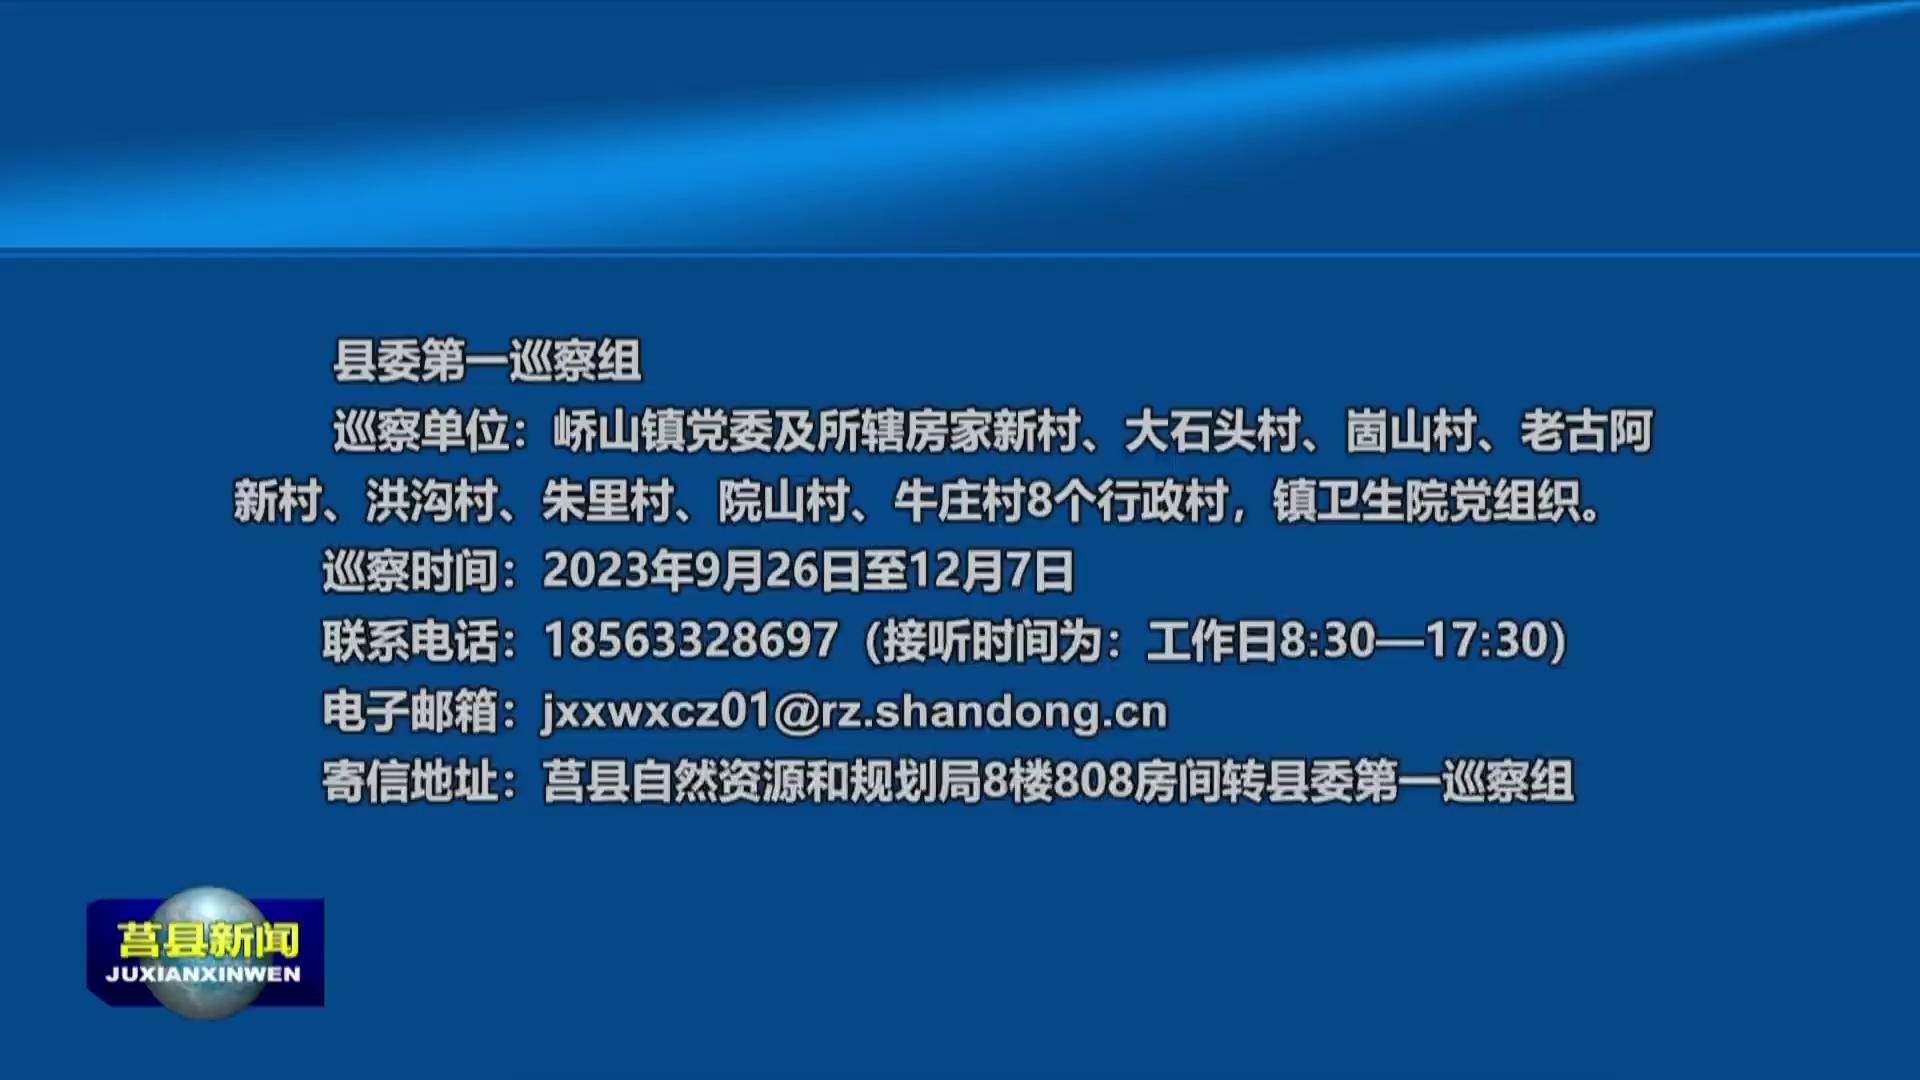 县委第一巡察组
巡察单位：峤山镇党委及所辖房家新村、大石头村、崮山村、老古阿
新村、洪沟村、朱里村、院山村、牛庄村8个行政村，镇卫生院党组织。
巡察时间：2023年9月26日至12月7日
联系电话：18563328697（接听时间为：工作日8:30—17:30）
电子邮箱：jxxwxcz01@rz.shandong.cn
寄信地址：莒县自然资源和规划局8楼808房间转县委第一巡察组
莒县新闻
JUXIANXINWEN